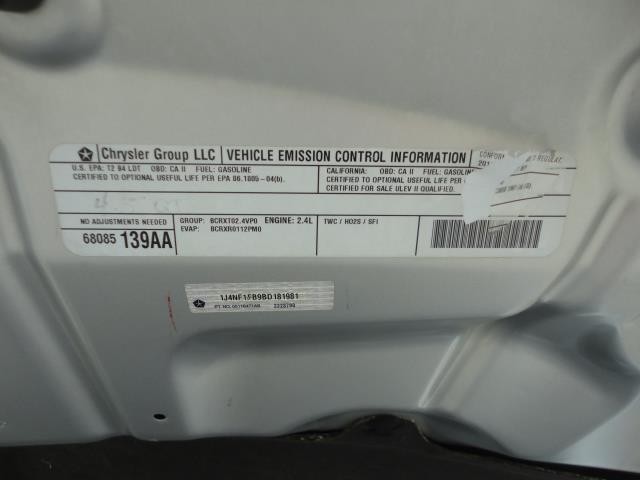 Chrysler Group LLC VEHICLE EMISSION CONTROL INFORMATION
U.S. EPA: T2 B4 LDT OBD: CA II FUEL: GASOLINE
CERTIFIED TO OPTIONAL USEFUL LIFE PER EPA 86.1805-04(b).
CALIFORNIA: OBD: CA II FUEL: GASOLINE
CERTIFIED TO OPTIONAL USEFUL
CERTIFIED FOR SALE ULEV II QUALIFIED.
NO ADJUSTMENTS NEEDED
68085 139AA
GROUP: BCRXT02.4VP0 ENGINE: 2.4L
EVAP: BCRXR0112PM0
TWC / HO2S / SFI